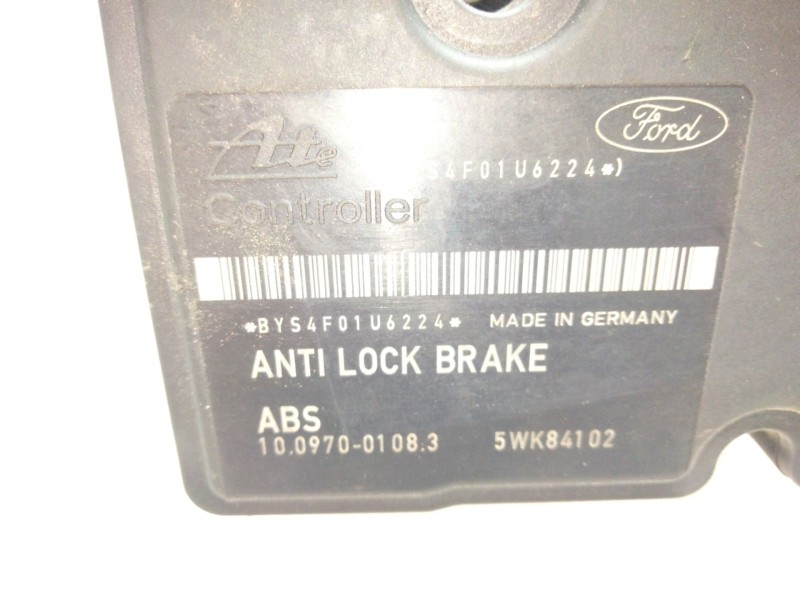 Ate
Ford
S4F01U6224*)
Controller
*BYS4F01U6224* MADE IN GERMANY
ANTI LOCK BRAKE
ABS
10.0970-0108.3 5WK84102